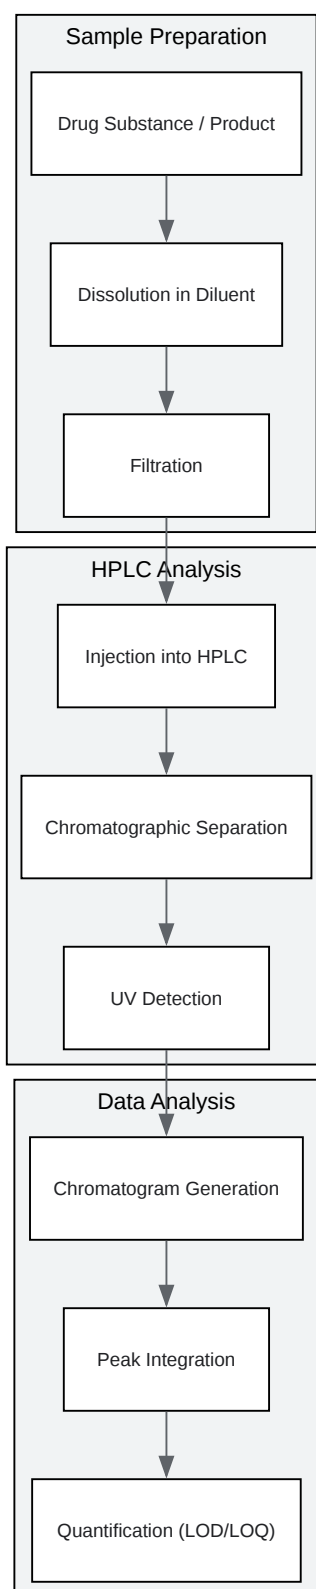 Sample Preparation
Drug Substance / Product
Dissolution in Diluent
Filtration
HPLC Analysis
Injection into HPLC
Chromatographic Separation
UV Detection
Data Analysis
Chromatogram Generation
Peak Integration
Quantification (LOD/LOQ)